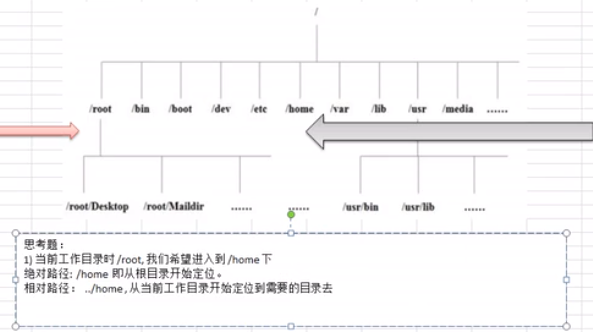 /
/root /bin /boot /dev /etc /home /var /lib /usr /media ......
/root/Desktop /root/Maildir ...... ...... /usr/bin /usr/lib ......
思考题：
1) 当前工作目录时 /root, 我们希望进入到 /home 下
绝对路径: /home 即从根目录开始定位。
相对路径： ../home , 从当前工作目录开始定位到需要的目录去